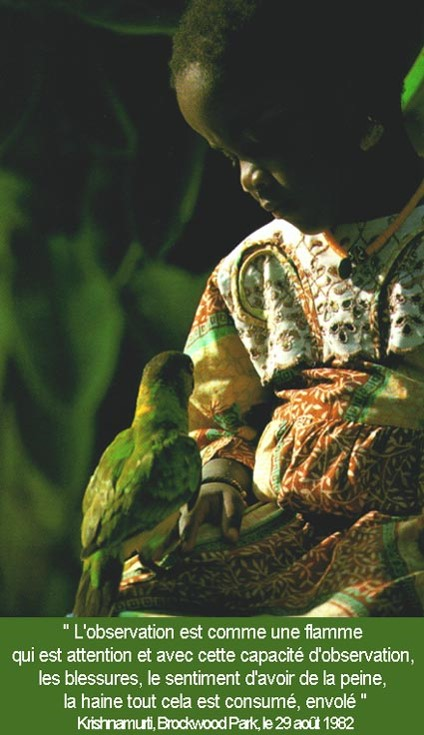 " L'observation est comme une flamme
qui est attention et avec cette capacité d'observation,
les blessures, le sentiment d'avoir de la peine,
la haine tout cela est consumé, envolé "
Krishnamurti, Brockwood Park, le 29 août 1982